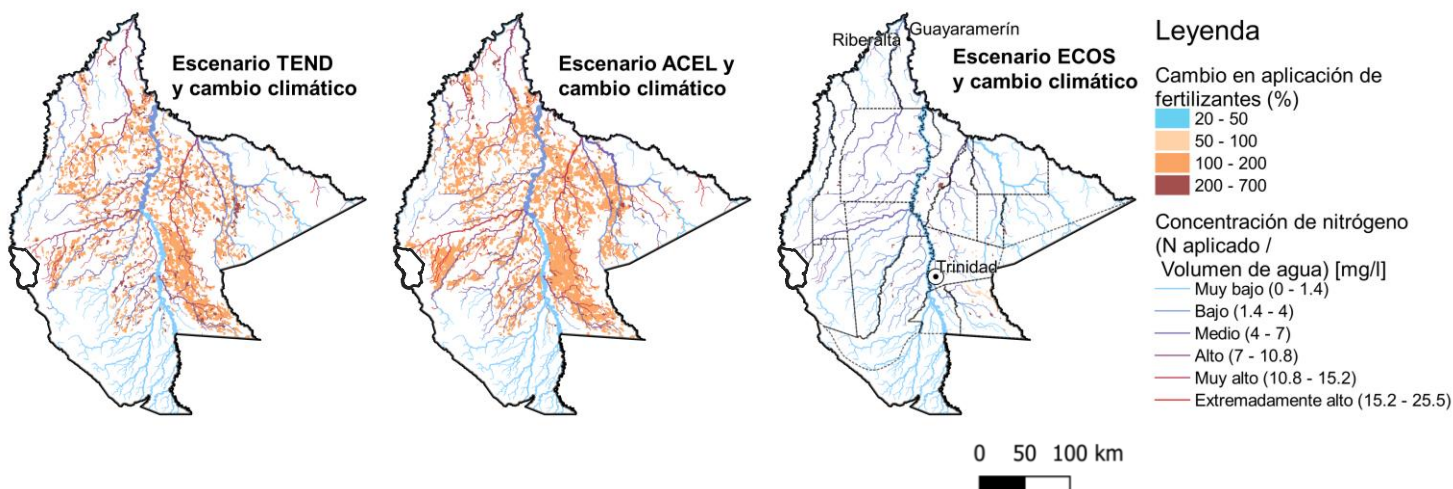 Escenario TEND
y cambio climático
Escenario ACEL y
cambio climático
Guayaramerín
Riberalta
Escenario ECOS
y cambio climático
Trinidad
Leyenda
Cambio en aplicación de
fertilizantes (%)
20 - 50
50 - 100
100 - 200
200 - 700
Concentración de nitrógeno
(N aplicado /
Volumen de agua) [mg/l]
Muy bajo (0 - 1.4)
Bajo (1.4 - 4)
Medio (4 - 7)
Alto (7 - 10.8)
Muy alto (10.8 - 15.2)
Extremadamente alto (15.2 - 25.5)
0 50 100 km